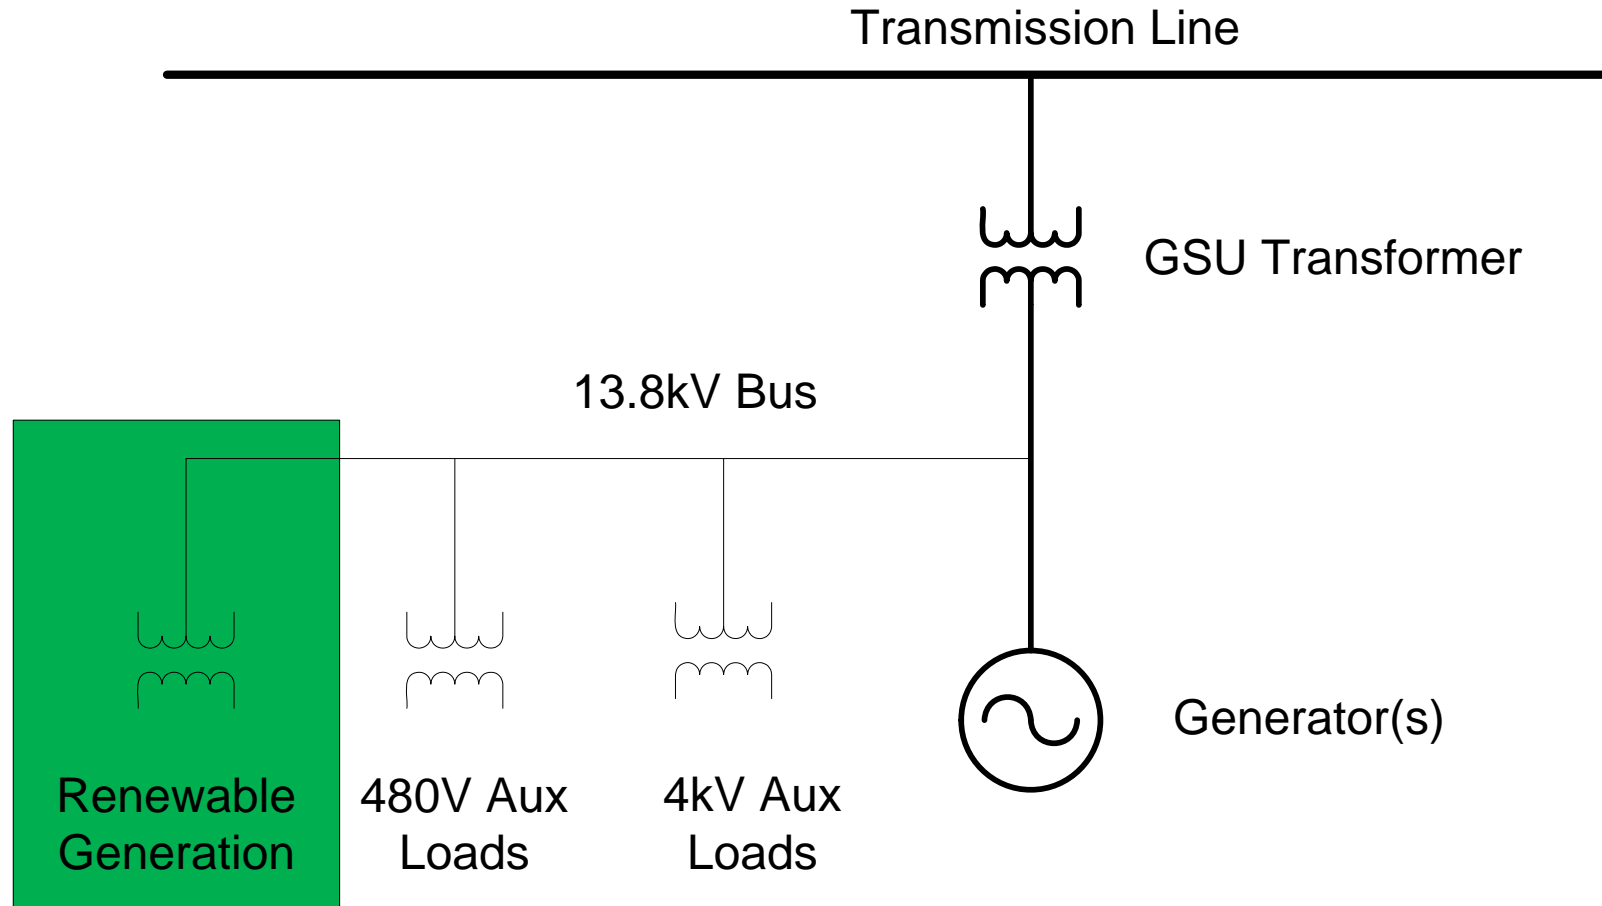 Transmission Line
GSU Transformer
13.8kV Bus
Generator(s)
Renewable
Generation
480V Aux
Loads
4kV Aux
Loads